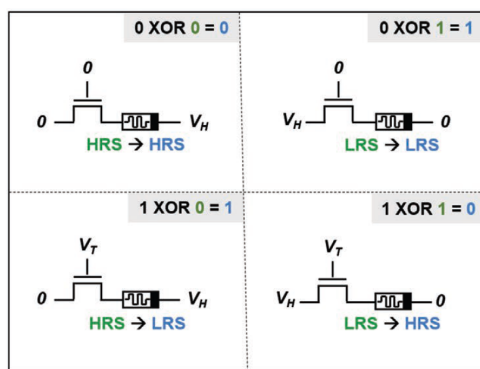 0 XOR 0 = 0
0
0
V_H
HRS → HRS
0 XOR 1 = 1
0
V_H
0
LRS → LRS
1 XOR 0 = 1
V_T
0
V_H
HRS → LRS
1 XOR 1 = 0
V_T
V_H
0
LRS → HRS